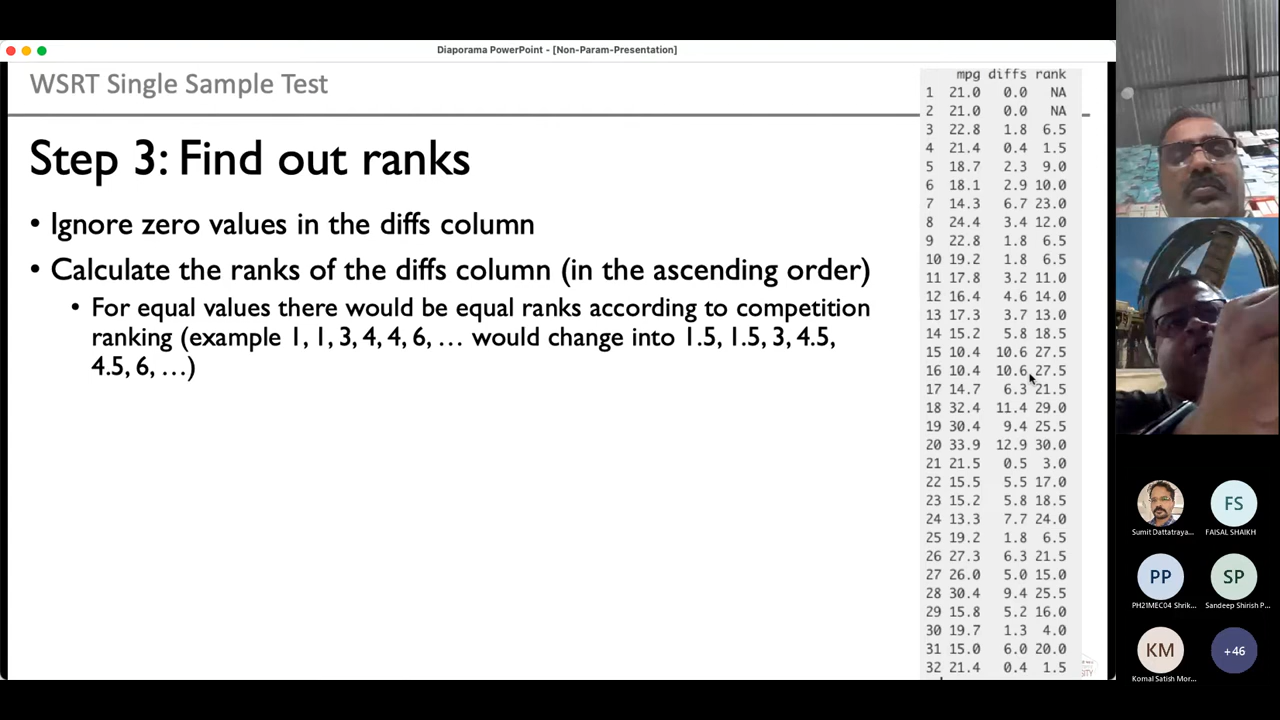 Diaporama PowerPoint - [Non-Param-Presentation]
WSRT Single Sample Test
Step 3: Find out ranks
• Ignore zero values in the diffs column
• Calculate the ranks of the diffs column (in the ascending order)
• For equal values there would be equal ranks according to competition
ranking (example 1, 1, 3, 4, 4, 6, … would change into 1.5, 1.5, 3, 4.5,
4.5, 6, …)
mpg diffs rank
1 21.0 0.0 NA
2 21.0 0.0 NA
3 22.8 1.8 6.5
4 21.4 0.4 1.5
5 18.7 2.3 9.0
6 18.1 2.9 10.0
7 14.3 6.7 23.0
8 24.4 3.4 12.0
9 22.8 1.8 6.5
10 19.2 1.8 6.5
11 17.8 3.2 11.0
12 16.4 4.6 14.0
13 17.3 3.7 13.0
14 15.2 5.8 18.5
15 10.4 10.6 27.5
16 10.4 10.6 27.5
17 14.7 6.3 21.5
18 32.4 11.4 29.0
19 30.4 9.4 25.5
20 33.9 12.9 30.0
21 21.5 0.5 3.0
22 15.5 5.5 17.0
23 15.2 5.8 18.5
24 13.3 7.7 24.0
25 19.2 1.8 6.5
26 27.3 6.3 21.5
27 26.0 5.0 15.0
28 30.4 9.4 25.5
29 15.8 5.2 16.0
30 19.7 1.3 4.0
31 15.0 6.0 20.0
32 21.4 0.4 1.5
Sumit Dattatraya...
FS
FAISAL SHAIKH
PP
PH21MEC04 Shrik...
SP
Sandeep Shirish P...
KM
Komal Satish Mor...
+46